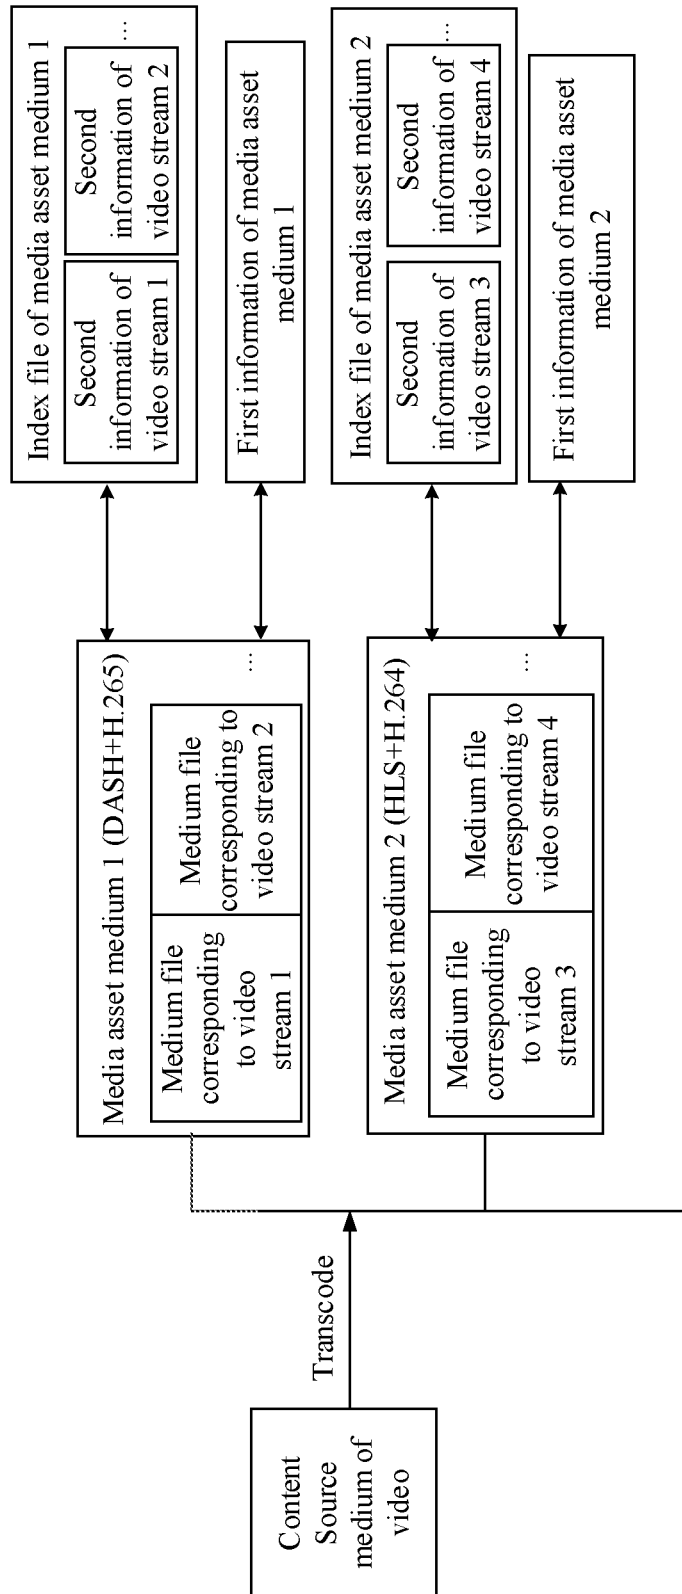 Content
Source
medium of
video
Transcode
Media asset medium 1 (DASH+H.265)
Medium file
corresponding
to video
stream 1
Medium file
corresponding to
video stream 2
...
Index file of media asset medium 1
Second
information of
video stream 1
Second
information of
video stream 2
...
First information of media asset
medium 1
Media asset medium 2 (HLS+H.264)
Medium file
corresponding
to video
stream 3
Medium file
corresponding to
video stream 4
...
Index file of media asset medium 2
Second
information of
video stream 3
Second
information of
video stream 4
...
First information of media asset
medium 2